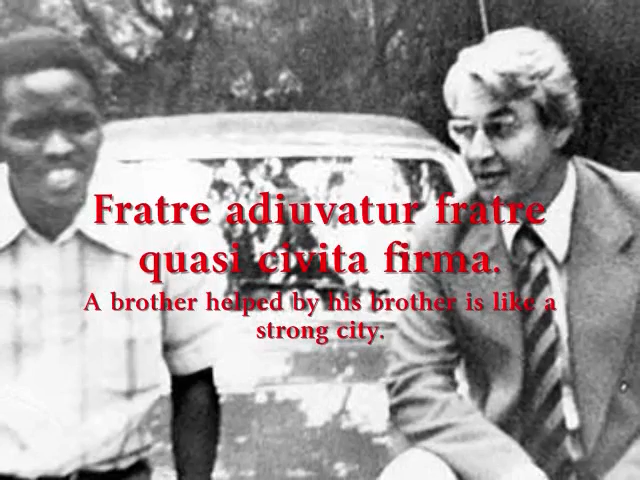 Fratre adiuvatur fratre
quasi civita firma.
A brother helped by his brother is like a
strong city.